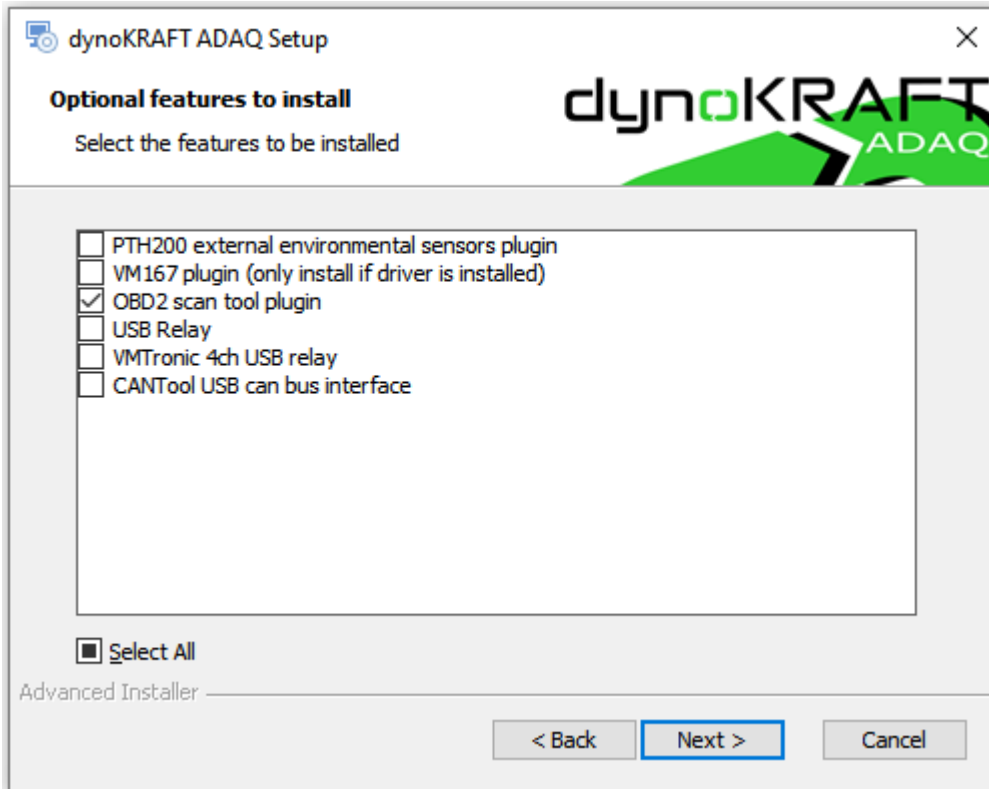 dynoKRAFT ADAQ Setup
Optional features to install
Select the features to be installed
dynoKRAFT
ADAQ
PTH200 external environmental sensors plugin
VM167 plugin (only install if driver is installed)
OBD2 scan tool plugin
USB Relay
VMTronic 4ch USB relay
CANTool USB can bus interface
Select All
Advanced Installer
< Back
Next >
Cancel